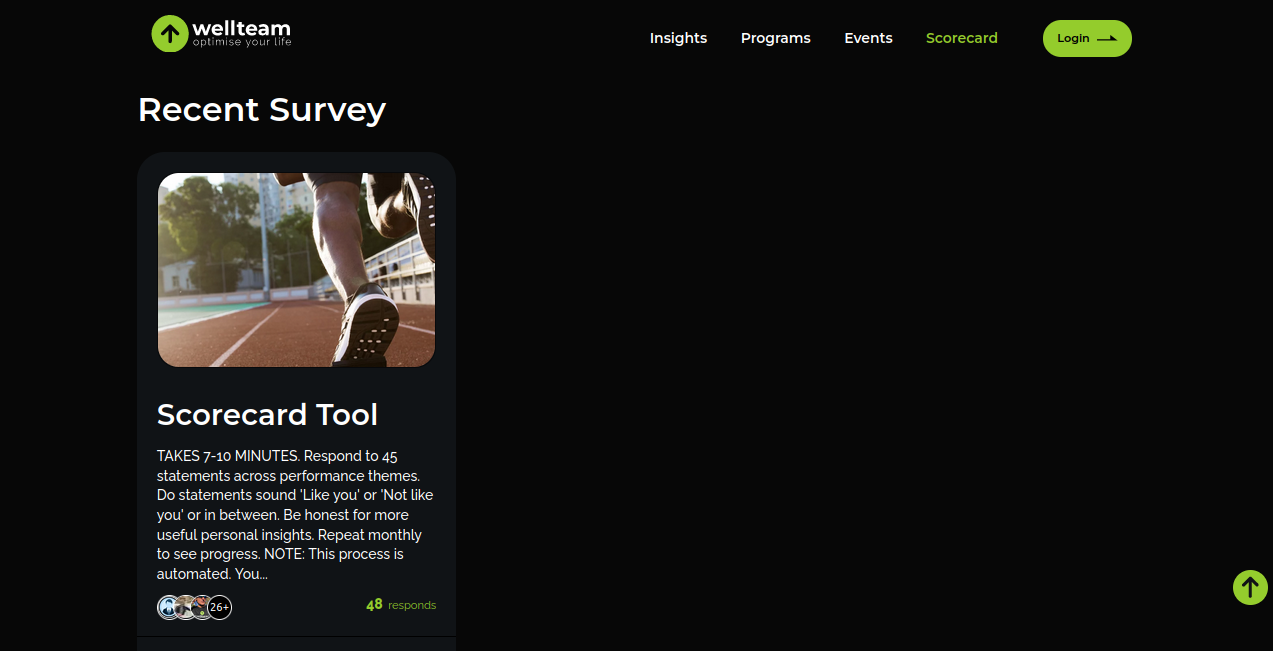 wellteam
optimise your life
Insights Programs Events Scorecard Login
Recent Survey
Scorecard Tool
TAKES 7-10 MINUTES. Respond to 45
statements across performance themes.
Do statements sound 'Like you' or 'Not like
you' or in between. Be honest for more
useful personal insights. Repeat monthly
to see progress. NOTE: This process is
automated. You...
26+ 48 responds